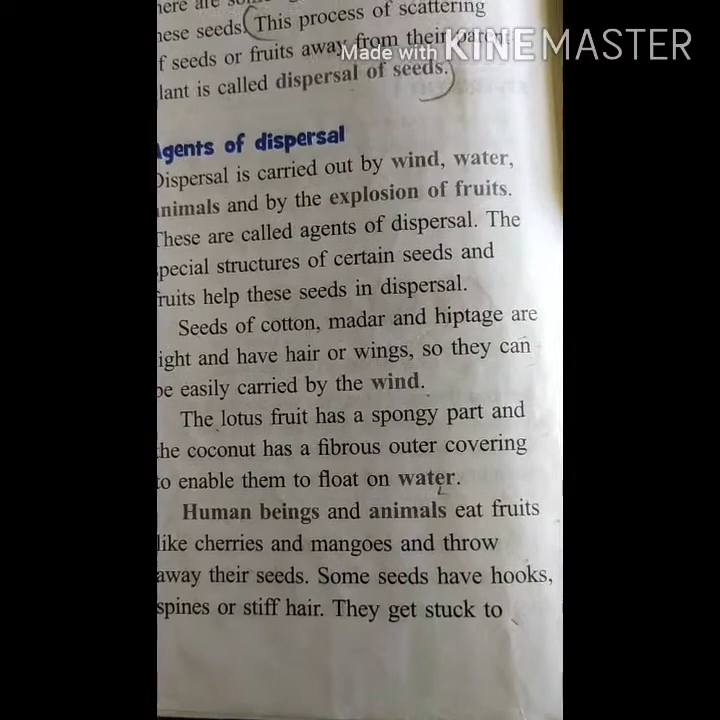 these seeds. (This process of scattering
f seeds or fruits away from their parent
lant is called dispersal of seeds.)
Made with KINEMASTER
Agents of dispersal
Dispersal is carried out by wind, water,
animals and by the explosion of fruits.
These are called agents of dispersal. The
special structures of certain seeds and
fruits help these seeds in dispersal.
Seeds of cotton, madar and hiptage are
ight and have hair or wings, so they can
be easily carried by the wind.
The lotus fruit has a spongy part and
the coconut has a fibrous outer covering
to enable them to float on water.
Human beings and animals eat fruits
like cherries and mangoes and throw
away their seeds. Some seeds have hooks,
spines or stiff hair. They get stuck to